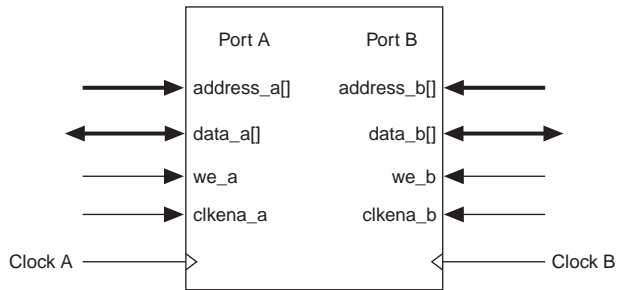 Port A Port B
address_a[] address_b[]
data_a[] data_b[]
we_a we_b
clkena_a clkena_b
Clock A Clock B